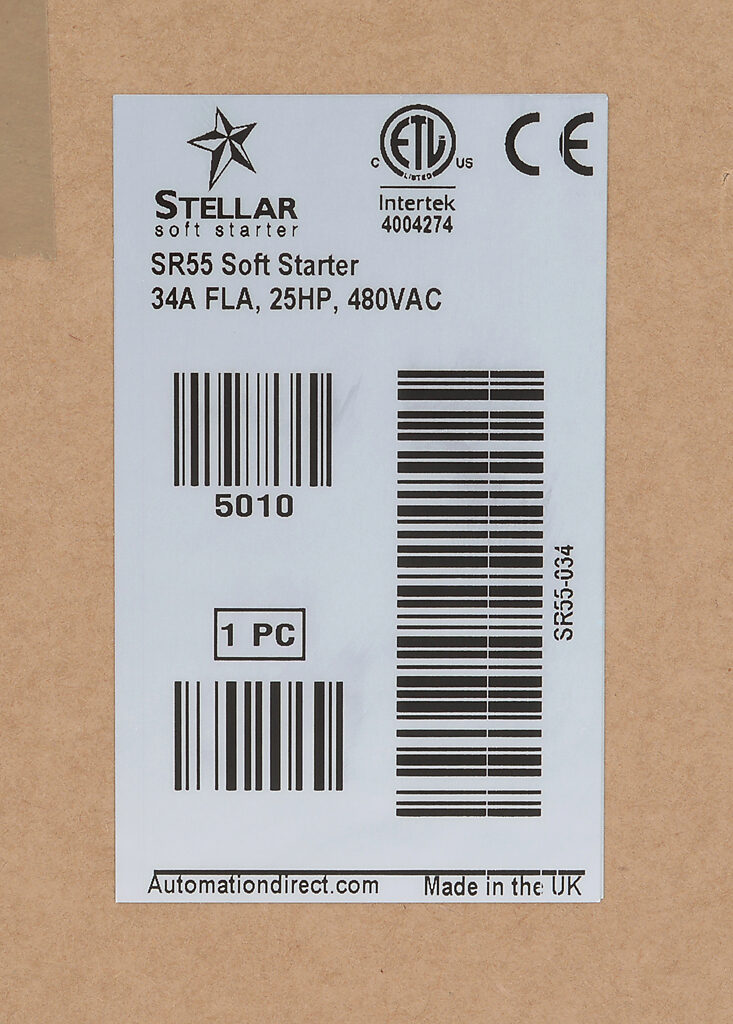 STELLAR
soft starter
C ETL US
LISTED
CE
Intertek
4004274
SR55 Soft Starter
34A FLA, 25HP, 480VAC
5010
SR55-034
1 PC
Automationdirect.com
Made in the UK